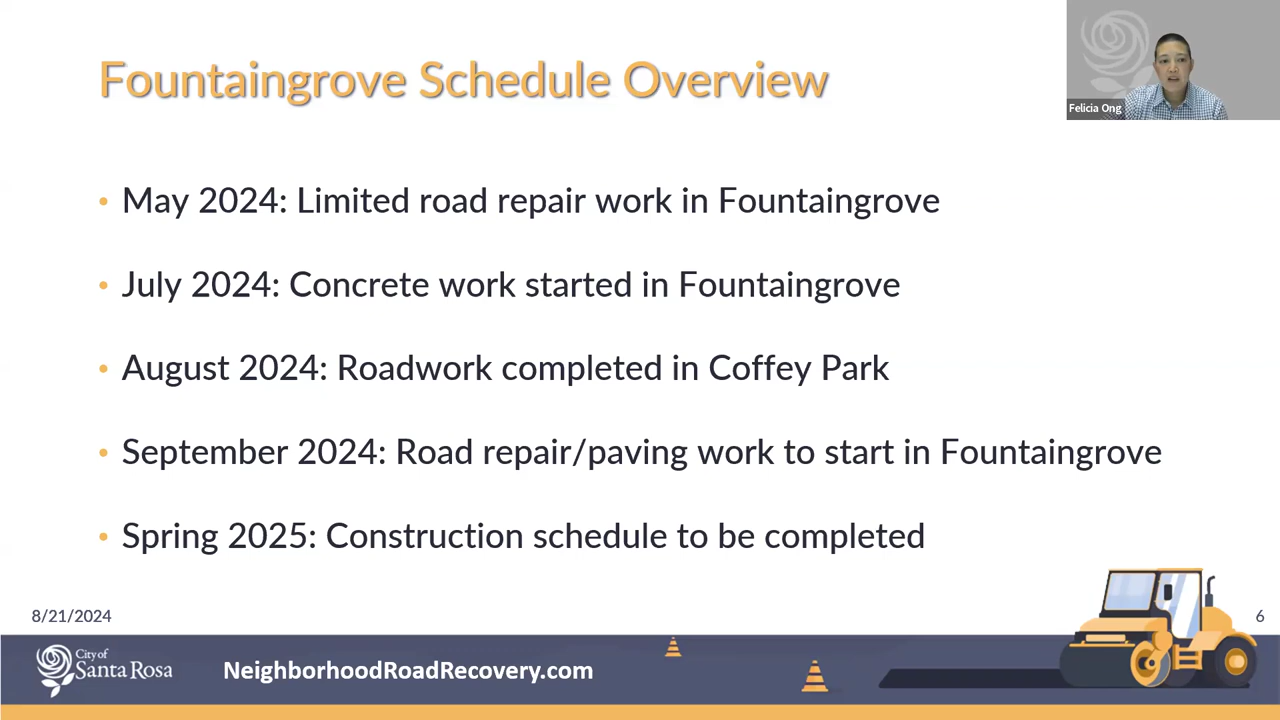 Fountaingrove Schedule Overview
Felicia Ong
• May 2024: Limited road repair work in Fountaingrove
• July 2024: Concrete work started in Fountaingrove
• August 2024: Roadwork completed in Coffey Park
• September 2024: Road repair/paving work to start in Fountaingrove
• Spring 2025: Construction schedule to be completed
8/21/2024
6
City of
Santa Rosa
NeighborhoodRoadRecovery.com